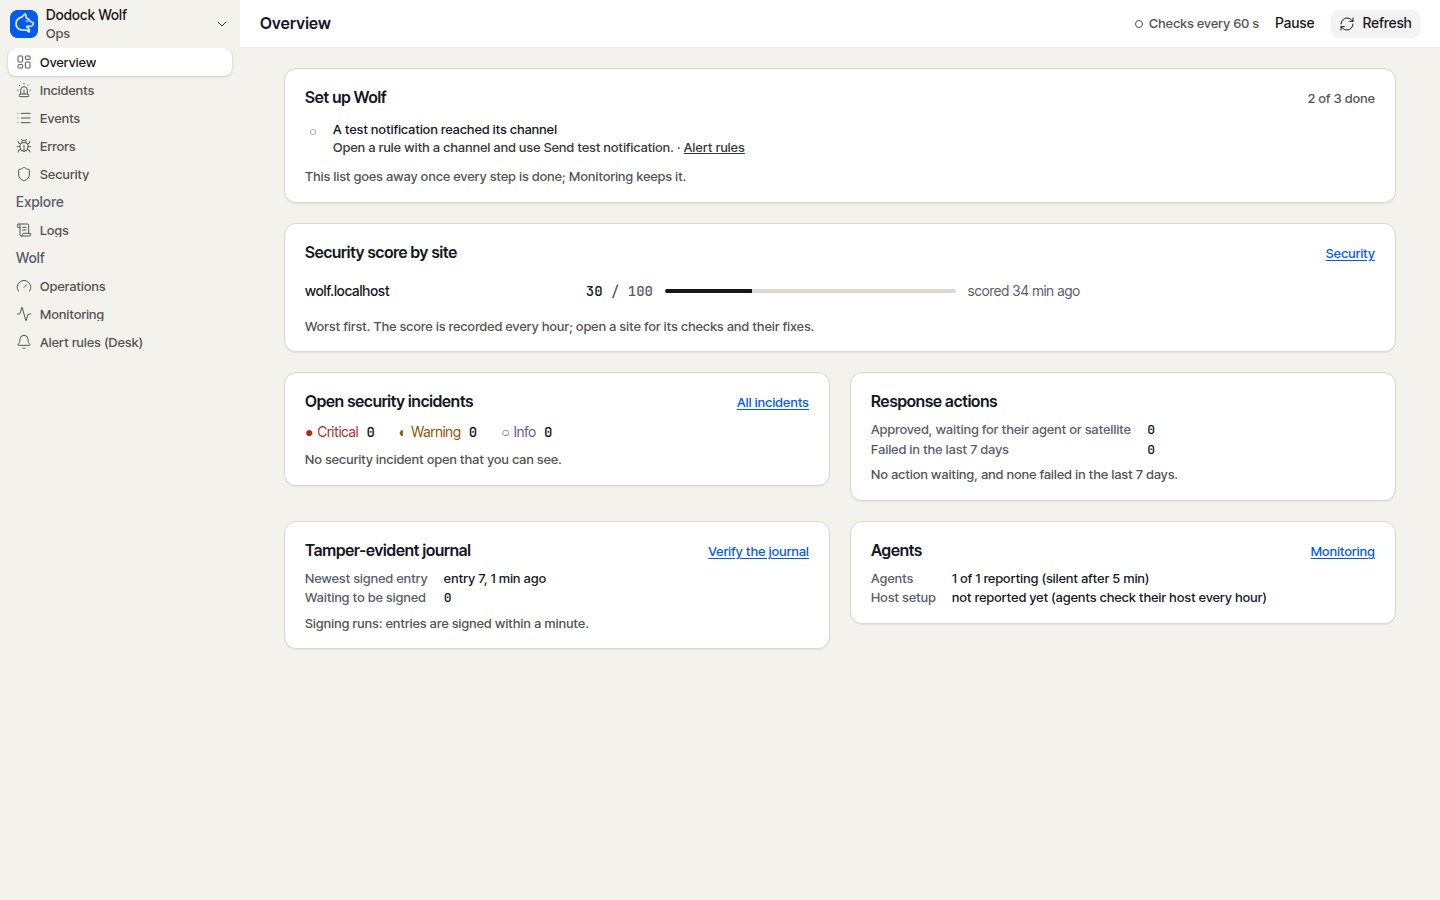 Dodock Wolf
Ops
Overview
Incidents
Events
Errors
Security
Explore
Logs
Wolf
Operations
Monitoring
Alert rules (Desk)
Overview
Checks every 60 s
Pause
Refresh
Set up Wolf
2 of 3 done
A test notification reached its channel
Open a rule with a channel and use Send test notification. · Alert rules
This list goes away once every step is done; Monitoring keeps it.
Security score by site
Security
wolf.localhost
30 / 100
scored 34 min ago
Worst first. The score is recorded every hour; open a site for its checks and their fixes.
Open security incidents
All incidents
Critical 0
Warning 0
Info 0
No security incident open that you can see.
Response actions
Approved, waiting for their agent or satellite 0
Failed in the last 7 days 0
No action waiting, and none failed in the last 7 days.
Tamper-evident journal
Verify the journal
Newest signed entry entry 7, 1 min ago
Waiting to be signed 0
Signing runs: entries are signed within a minute.
Agents
Monitoring
Agents 1 of 1 reporting (silent after 5 min)
Host setup not reported yet (agents check their host every hour)